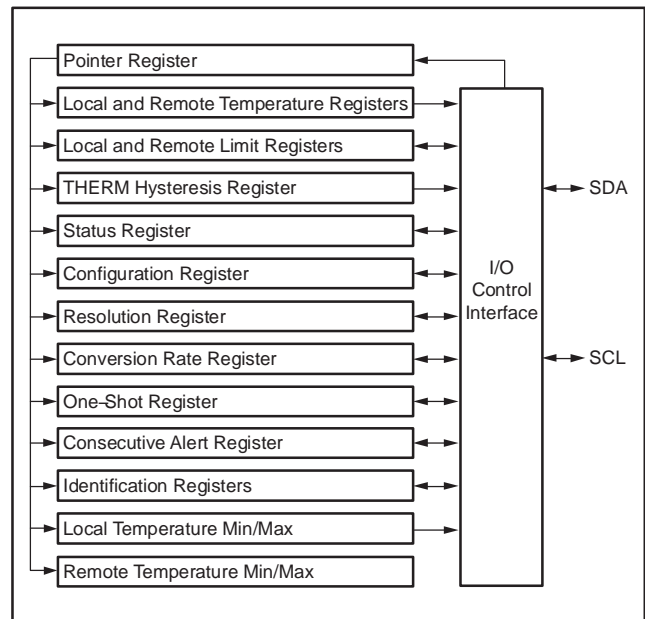 Pointer Register
Local and Remote Temperature Registers
Local and Remote Limit Registers
THERM Hysteresis Register
SDA
Status Register
Configuration Register
I/O
Control
Interface
Resolution Register
Conversion Rate Register
SCL
One–Shot Register
Consecutive Alert Register
Identification Registers
Local Temperature Min/Max
Remote Temperature Min/Max